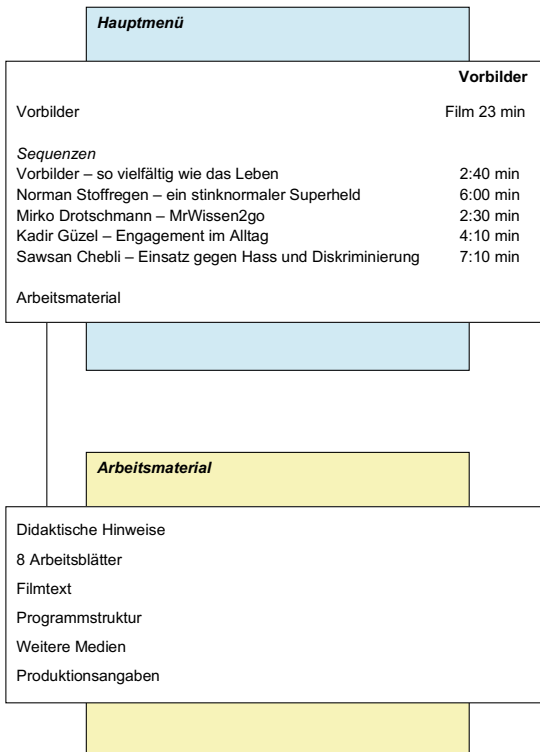 Hauptmenü
Vorbilder
Vorbilder Film 23 min
Sequenzen
Vorbilder – so vielfältig wie das Leben 2:40 min
Norman Stoffregen – ein stinknormaler Superheld 6:00 min
Mirko Drotschmann – MrWissen2go 2:30 min
Kadir Güzel – Engagement im Alltag 4:10 min
Sawsan Chebli – Einsatz gegen Hass und Diskriminierung 7:10 min
Arbeitsmaterial
Arbeitsmaterial
Didaktische Hinweise
8 Arbeitsblätter
Filmtext
Programmstruktur
Weitere Medien
Produktionsangaben